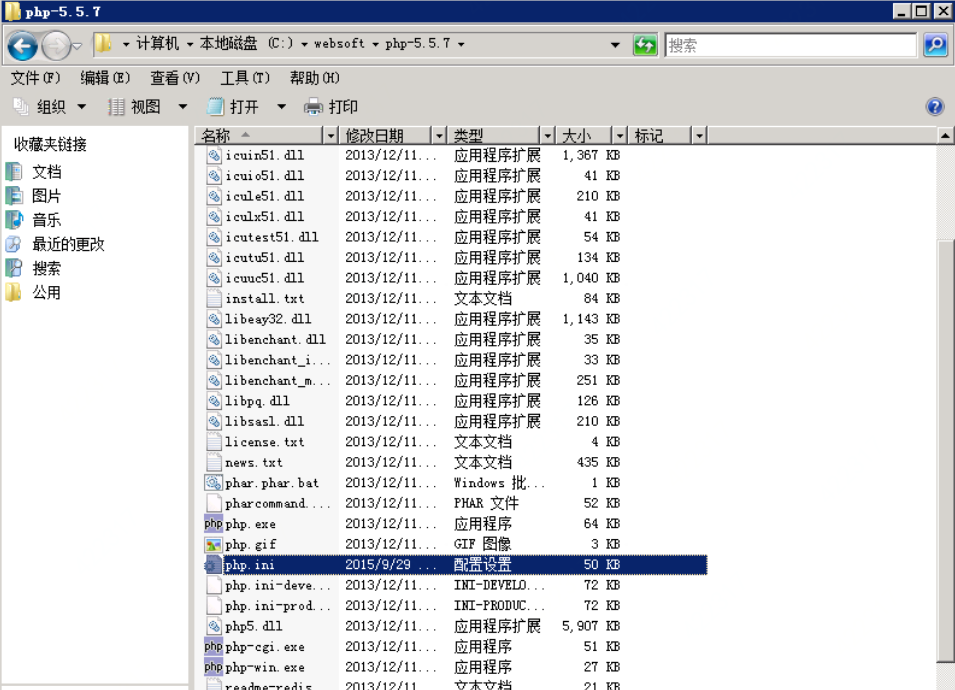 php-5.5.7
计算机 本地磁盘 (C:) websoft php-5.5.7 搜索
文件(F) 编辑(E) 查看(V) 工具(T) 帮助(H)
组织 视图 打开 打印
收藏夹链接
文档
图片
音乐
最近的更改
搜索
公用
名称 修改日期 类型 大小 标记
icuin51.dll 2013/12/11... 应用程序扩展 1,367 KB
icuio51.dll 2013/12/11... 应用程序扩展 41 KB
icule51.dll 2013/12/11... 应用程序扩展 210 KB
iculx51.dll 2013/12/11... 应用程序扩展 41 KB
icutest51.dll 2013/12/11... 应用程序扩展 54 KB
icutu51.dll 2013/12/11... 应用程序扩展 134 KB
icuuc51.dll 2013/12/11... 应用程序扩展 1,040 KB
install.txt 2013/12/11... 文本文档 84 KB
libeay32.dll 2013/12/11... 应用程序扩展 1,143 KB
libenchant.dll 2013/12/11... 应用程序扩展 35 KB
libenchant_i... 2013/12/11... 应用程序扩展 33 KB
libenchant_m... 2013/12/11... 应用程序扩展 251 KB
libpq.dll 2013/12/11... 应用程序扩展 126 KB
libsasl.dll 2013/12/11... 应用程序扩展 210 KB
license.txt 2013/12/11... 文本文档 4 KB
news.txt 2013/12/11... 文本文档 435 KB
phar.phar.bat 2013/12/11... Windows 批... 1 KB
pharcommand.... 2013/12/11... PHAR 文件 52 KB
php php.exe 2013/12/11... 应用程序 64 KB
php.gif 2013/12/11... GIF 图像 3 KB
php.ini 2015/9/29 ... 配置设置 50 KB
php.ini-deve... 2013/12/11... INI-DEVELO... 72 KB
php.ini-prod... 2013/12/11... INI-PRODUC... 72 KB
php5.dll 2013/12/11... 应用程序扩展 5,907 KB
php php-cgi.exe 2013/12/11... 应用程序 51 KB
php php-win.exe 2013/12/11... 应用程序 27 KB
readme-redis 2013/12/11 文本文档 21 KB